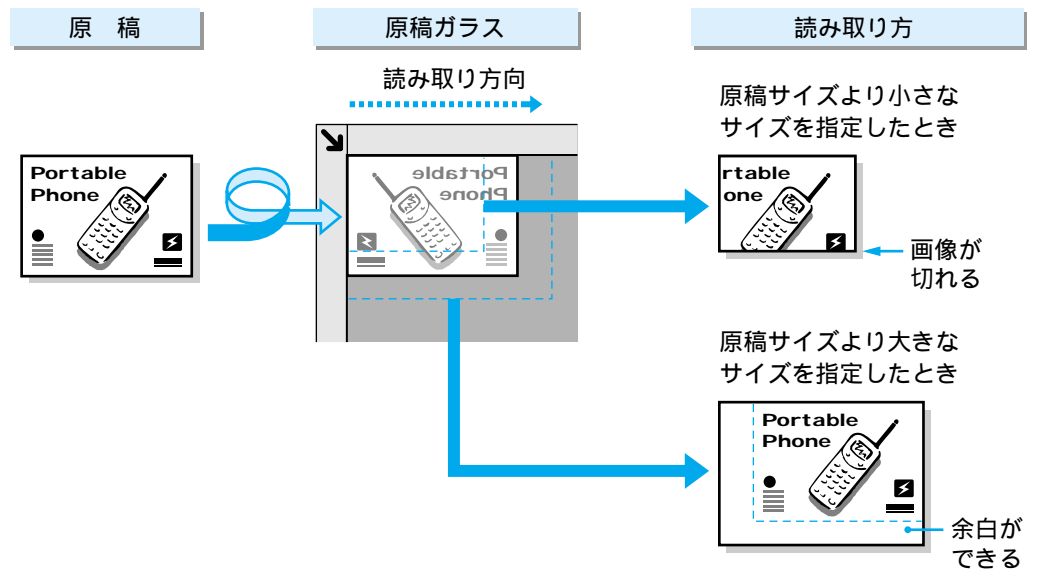 原　稿
原稿ガラス
読み取り方
読み取り方向
Portable
Phone
Portable
Phone
原稿サイズより小さな
サイズを指定したとき
rtable
one
画像が
切れる
原稿サイズより大きな
サイズを指定したとき
Portable
Phone
余白が
できる